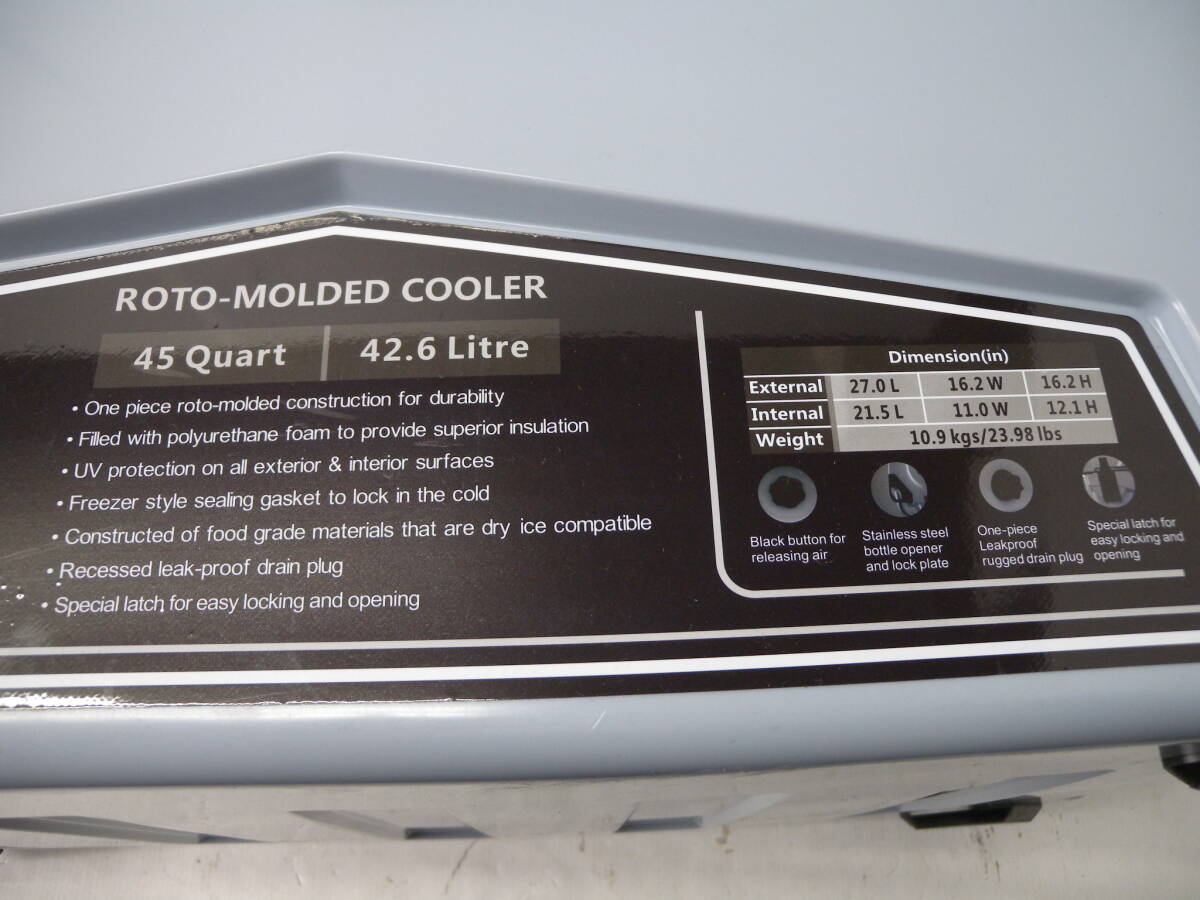 ROTO-MOLDED COOLER
45 Quart 42.6 Litre
• One piece roto-molded construction for durability
• Filled with polyurethane foam to provide superior insulation
• UV protection on all exterior & interior surfaces
• Freezer style sealing gasket to lock in the cold
• Constructed of food grade materials that are dry ice compatible
• Recessed leak-proof drain plug
• Special latch for easy locking and opening
Dimension(in)
External 27.0 L 16.2 W 16.2 H
Internal 21.5 L 11.0 W 12.1 H
Weight 10.9 kgs/23.98 lbs
Black button for
releasing air
Stainless steel
bottle opener
and lock plate
One-piece
Leakproof
rugged drain plug
Special latch for
easy locking and
opening